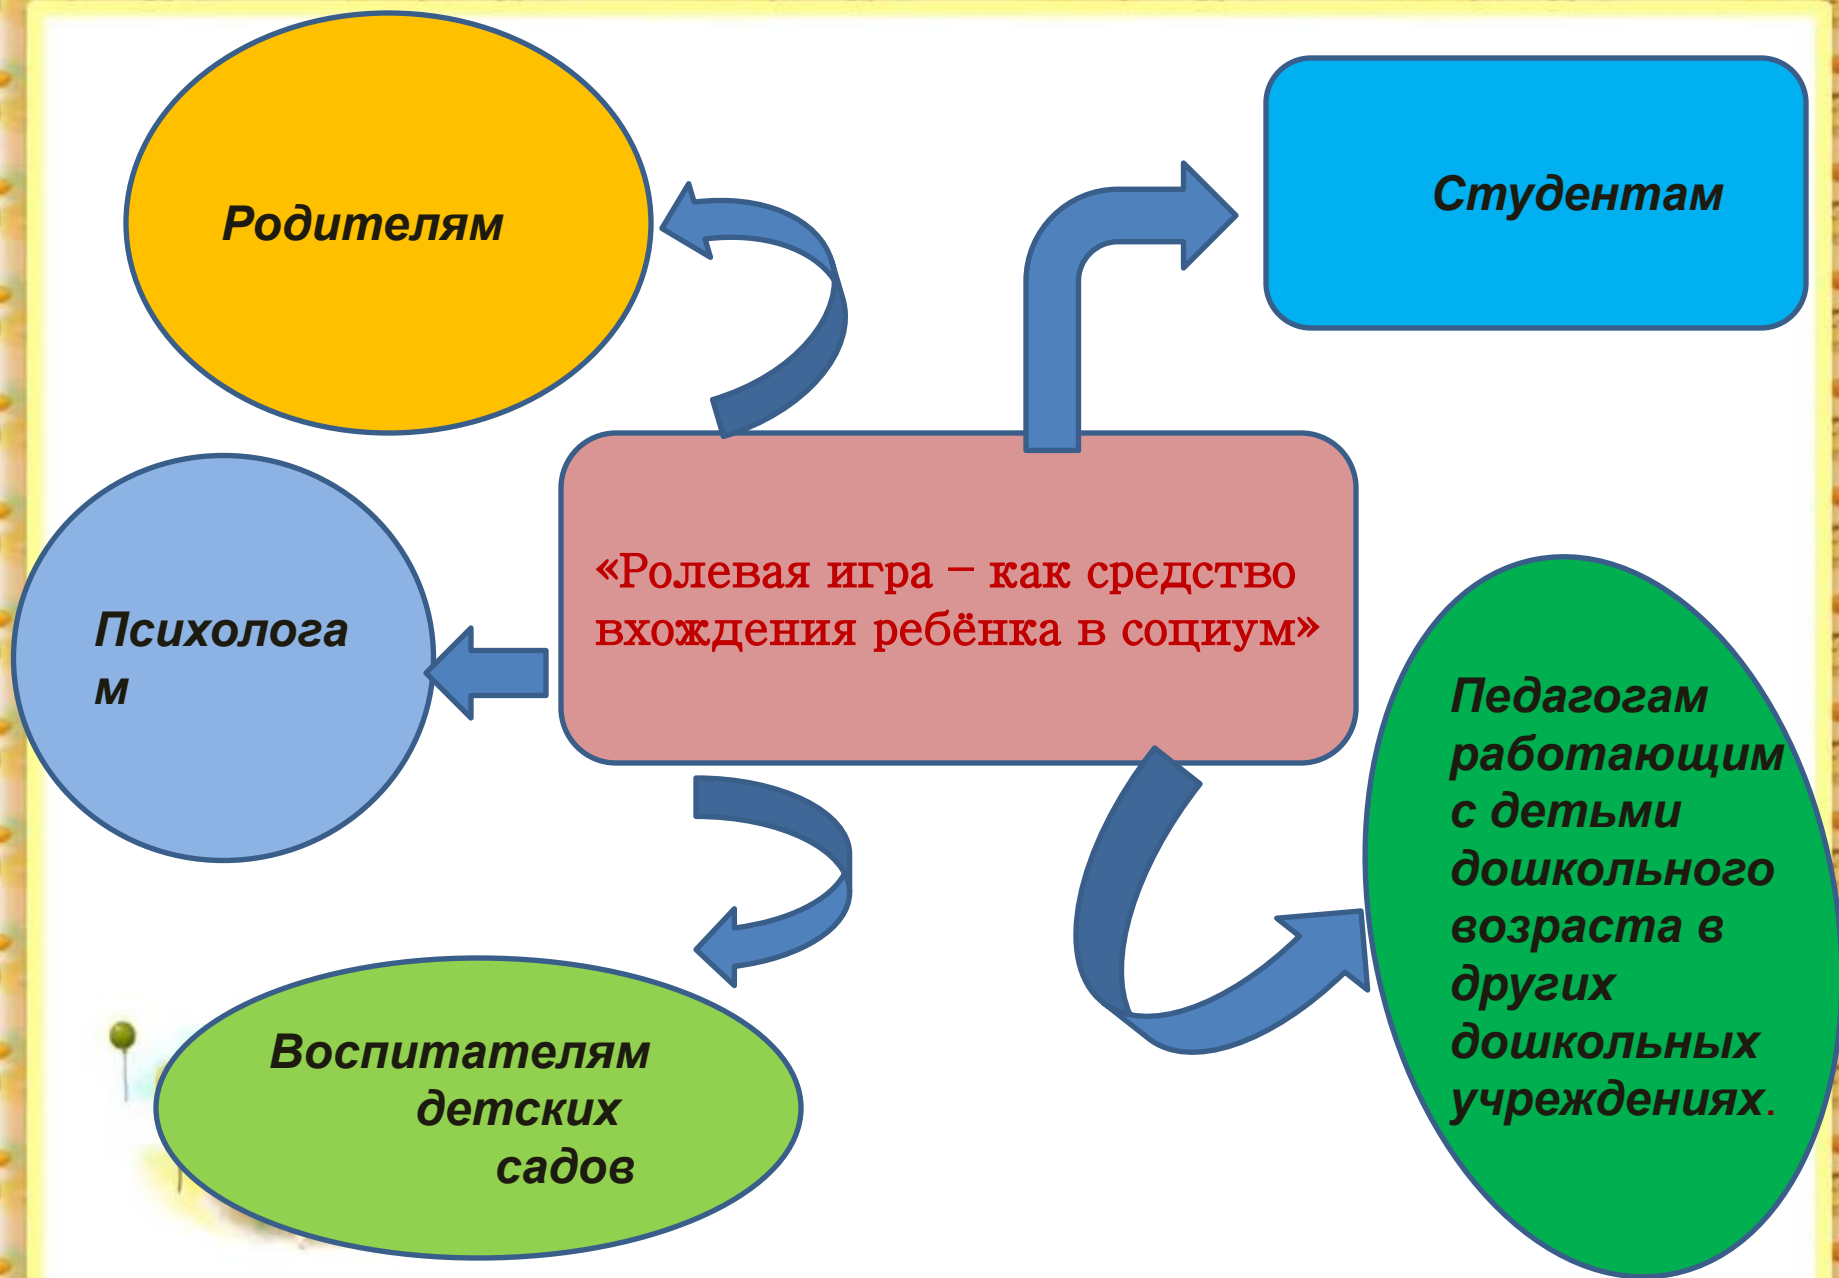 Родителям
Студентам
«Ролевая игра – как средство
вхождения ребёнка в социум»
Психолога
м
Педагогам
работающим
с детьми
дошкольного
возраста в
других
дошкольных
учреждениях.
Воспитателям
детских
садов